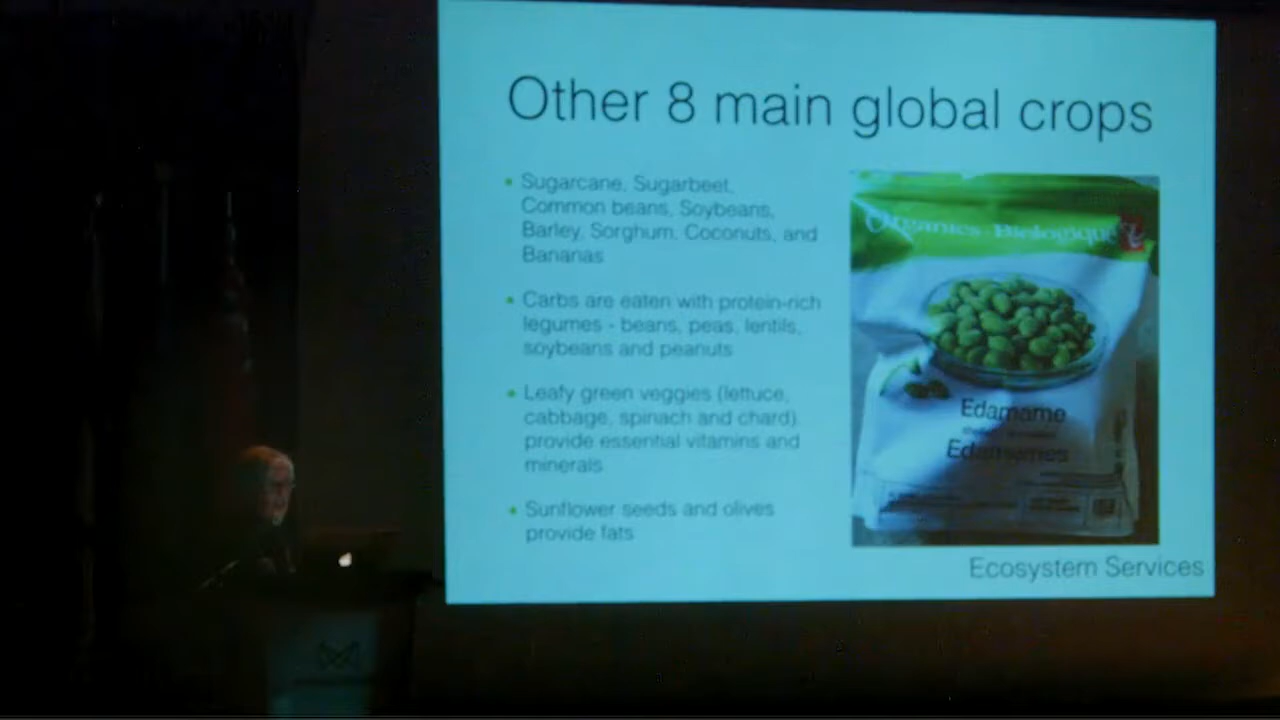 Other 8 main global crops
Sugarcane, Sugarbeet,
Common beans, Soybeans,
Barley, Sorghum, Coconuts, and
Bananas
Carbs are eaten with protein-rich
legumes - beans, peas, lentils,
soybeans and peanuts
Leafy green veggies (lettuce,
cabbage, spinach and chard)
provide essential vitamins and
minerals
Sunflower seeds and olives
provide fats
Organics Biologique
Edamame
Edamames
Ecosystem Services